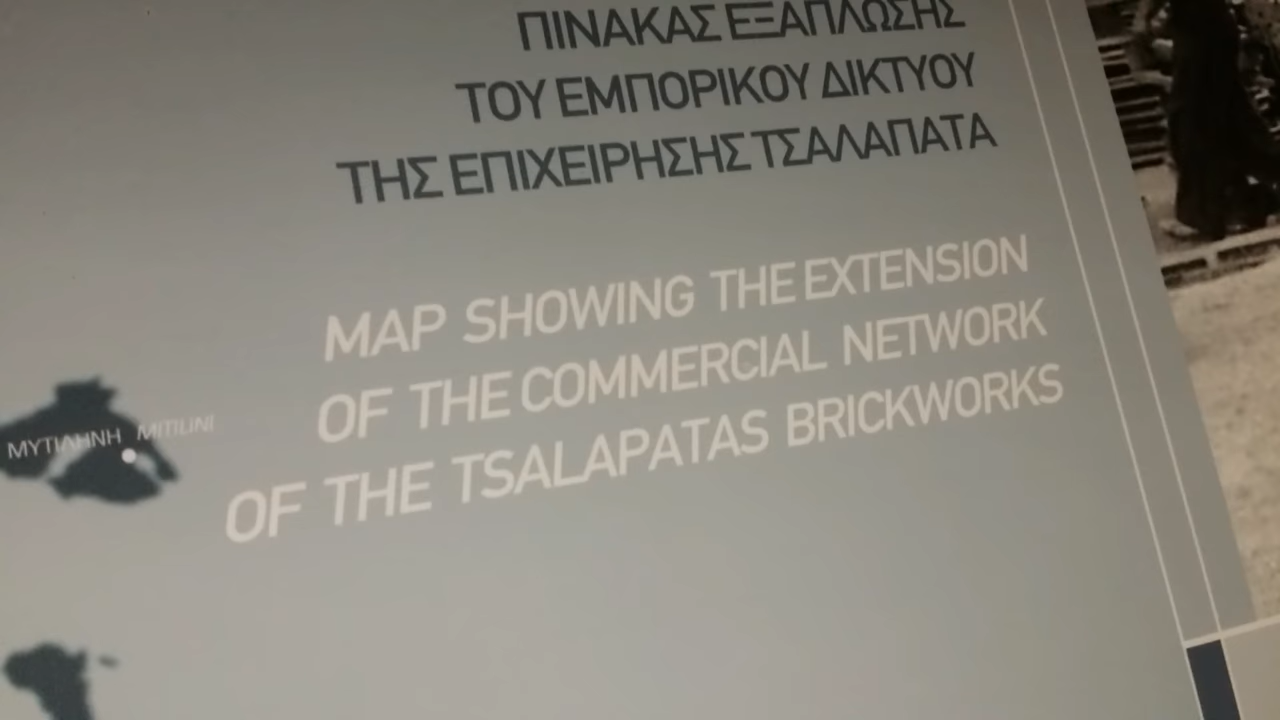 ΠΙΝΑΚΑΣ ΕΞΑΠΛΩΣΗΣ
ΤΟΥ ΕΜΠΟΡΙΚΟΥ ΔΙΚΤΥΟΥ
ΤΗΣ ΕΠΙΧΕΙΡΗΣΗΣ ΤΣΑΛΑΠΑΤΑ
MAP SHOWING THE EXTENSION
OF THE COMMERCIAL NETWORK
OF THE TSALAPATAS BRICKWORKS
ΜΥΤΙΛΗΝΗ MITILINI